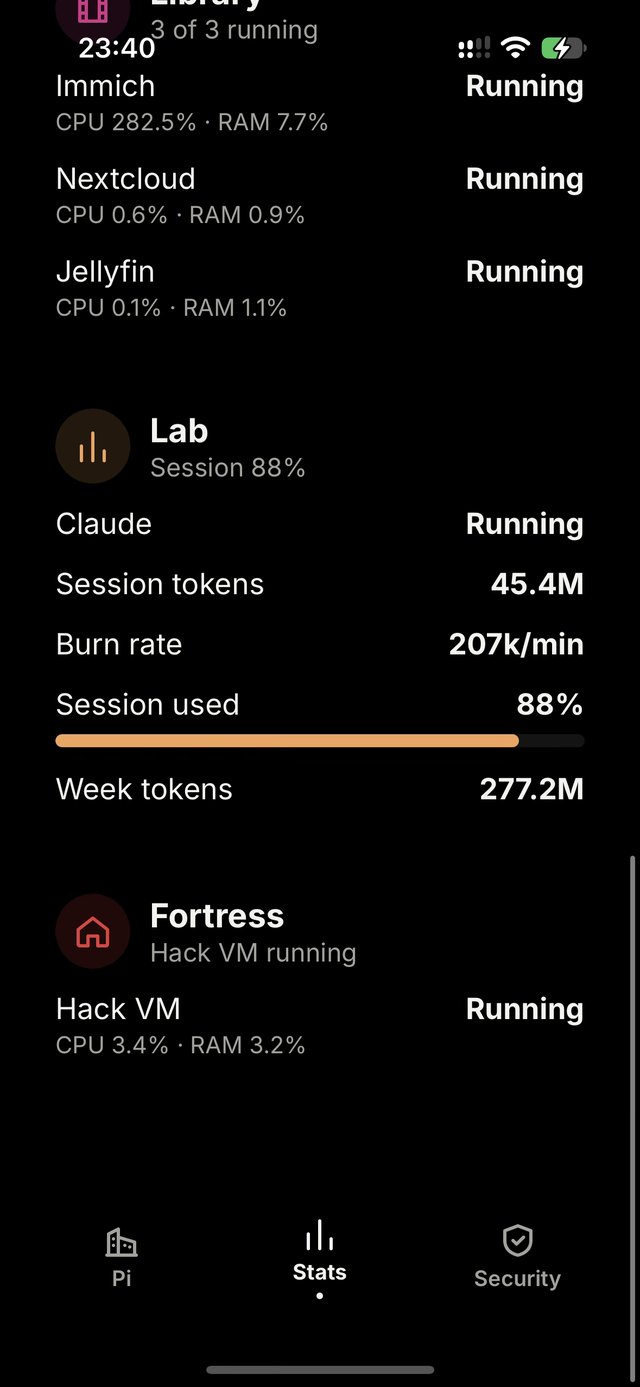 Library
3 of 3 running
23:40
Immich Running
CPU 282.5% · RAM 7.7%
Nextcloud Running
CPU 0.6% · RAM 0.9%
Jellyfin Running
CPU 0.1% · RAM 1.1%
Lab
Session 88%
Claude Running
Session tokens 45.4M
Burn rate 207k/min
Session used 88%
Week tokens 277.2M
Fortress
Hack VM running
Hack VM Running
CPU 3.4% · RAM 3.2%
Pi Stats Security